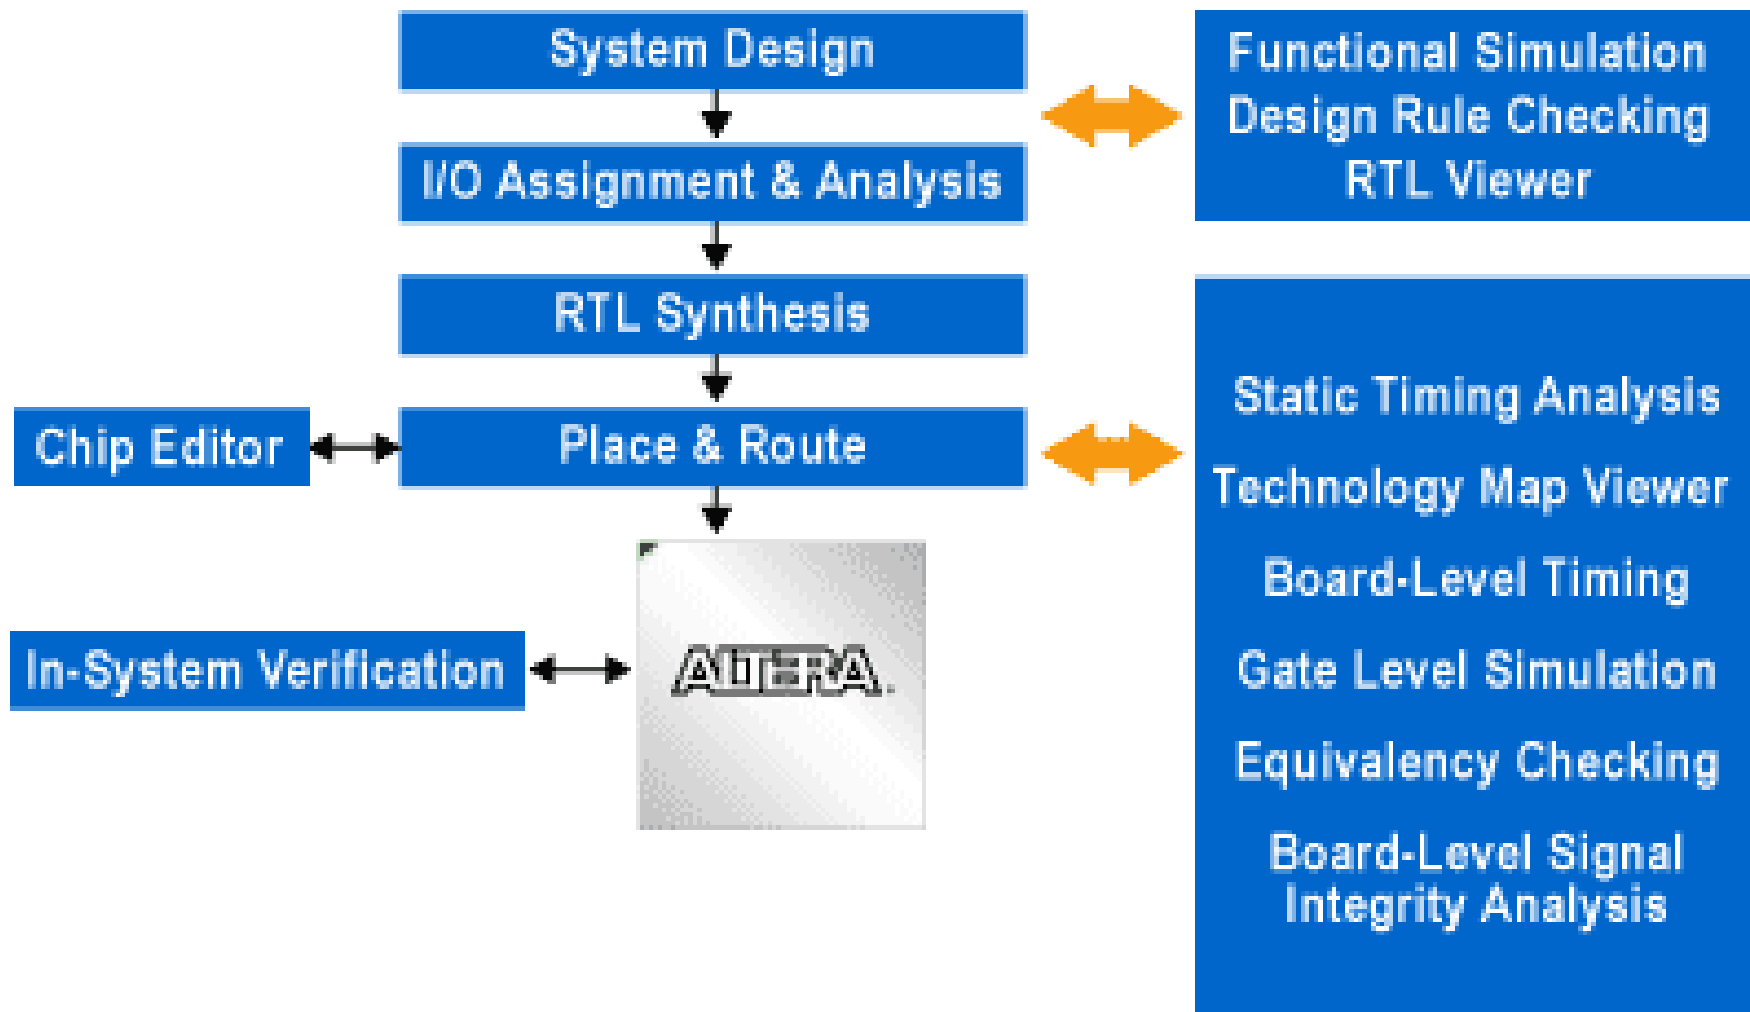 System Design
I/O Assignment & Analysis
RTL Synthesis
Place & Route
Chip Editor
In-System Verification
ALTERA.
Functional Simulation
Design Rule Checking
RTL Viewer
Static Timing Analysis
Technology Map Viewer
Board-Level Timing
Gate Level Simulation
Equivalency Checking
Board-Level Signal
Integrity Analysis